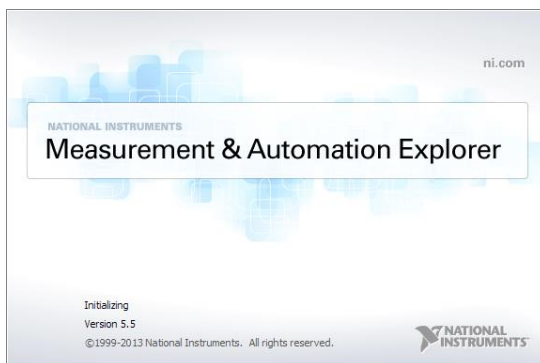 ni.com
NATIONAL INSTRUMENTS
Measurement & Automation Explorer
Initializing
Version 5.5
©1999-2013 National Instruments. All rights reserved.
NATIONAL
INSTRUMENTS